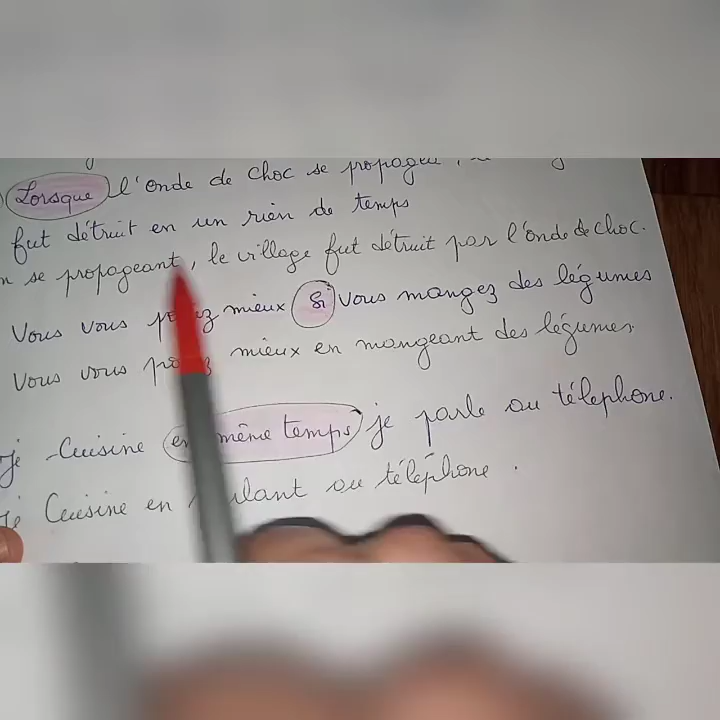 Lorsque l'onde de choc se propagea,
fut détruit en un rien de temps
se propageant, le village fut détruit par l'onde de choc.
Vous vous mieux Si vous mangez des légumes
Vous vous mieux en mangeant des légumes.
Je cuisine en même temps je parle au téléphone.
Je cuisine en au téléphone.